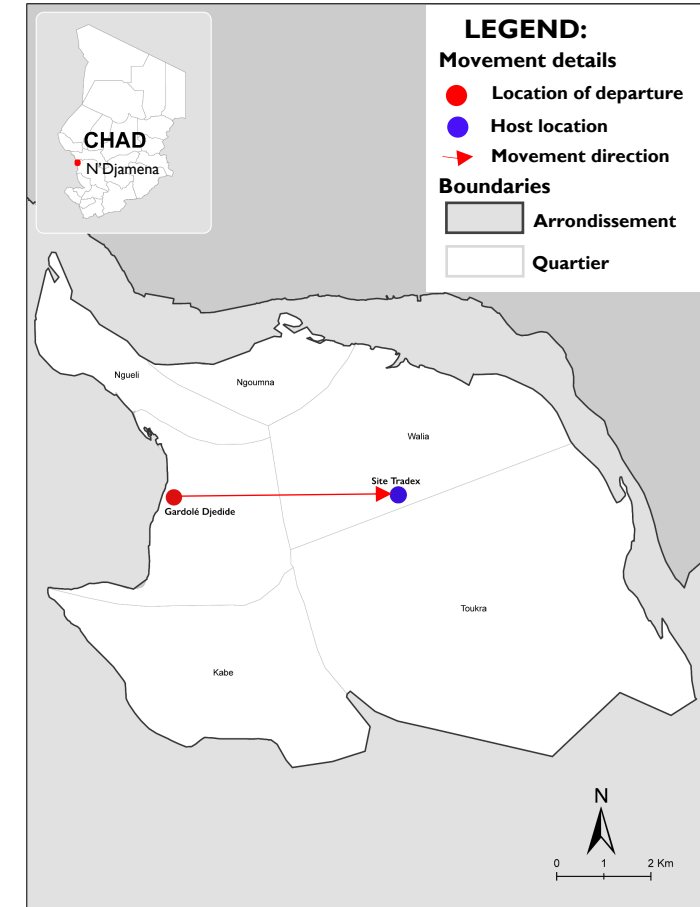 CHAD
N'Djamena
LEGEND:
Movement details
Location of departure
Host location
Movement direction
Boundaries
Arrondissement
Quartier
Ngueli
Ngoumna
Walia
Site Tradex
Gardolé Djedide
Toukra
Kabe
N
0 1 2 Km